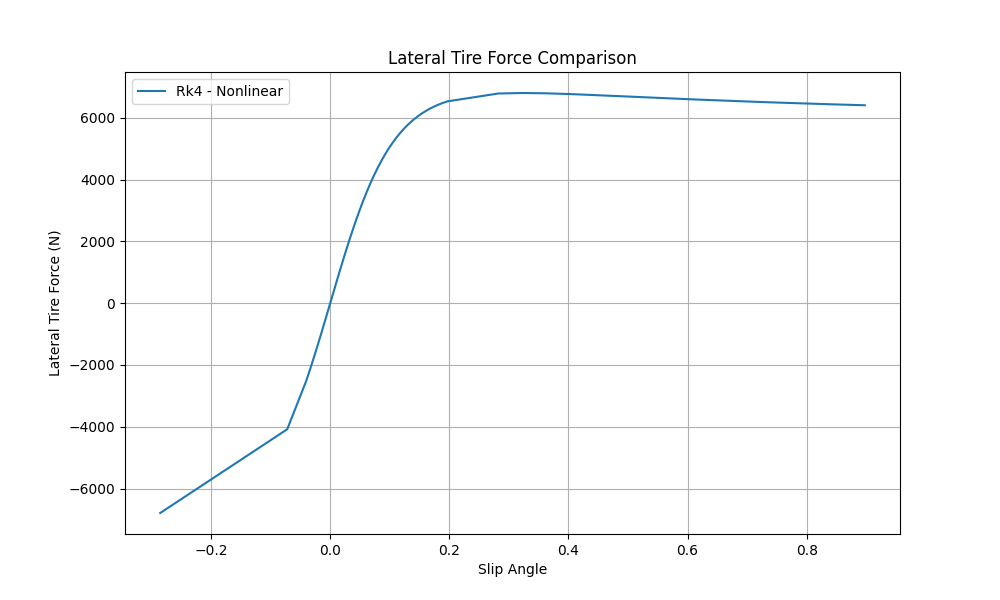 Lateral Tire Force Comparison
Rk4 - Nonlinear
Lateral Tire Force (N)
6000
4000
2000
0
−2000
−4000
−6000
−0.2 0.0 0.2 0.4 0.6 0.8
Slip Angle